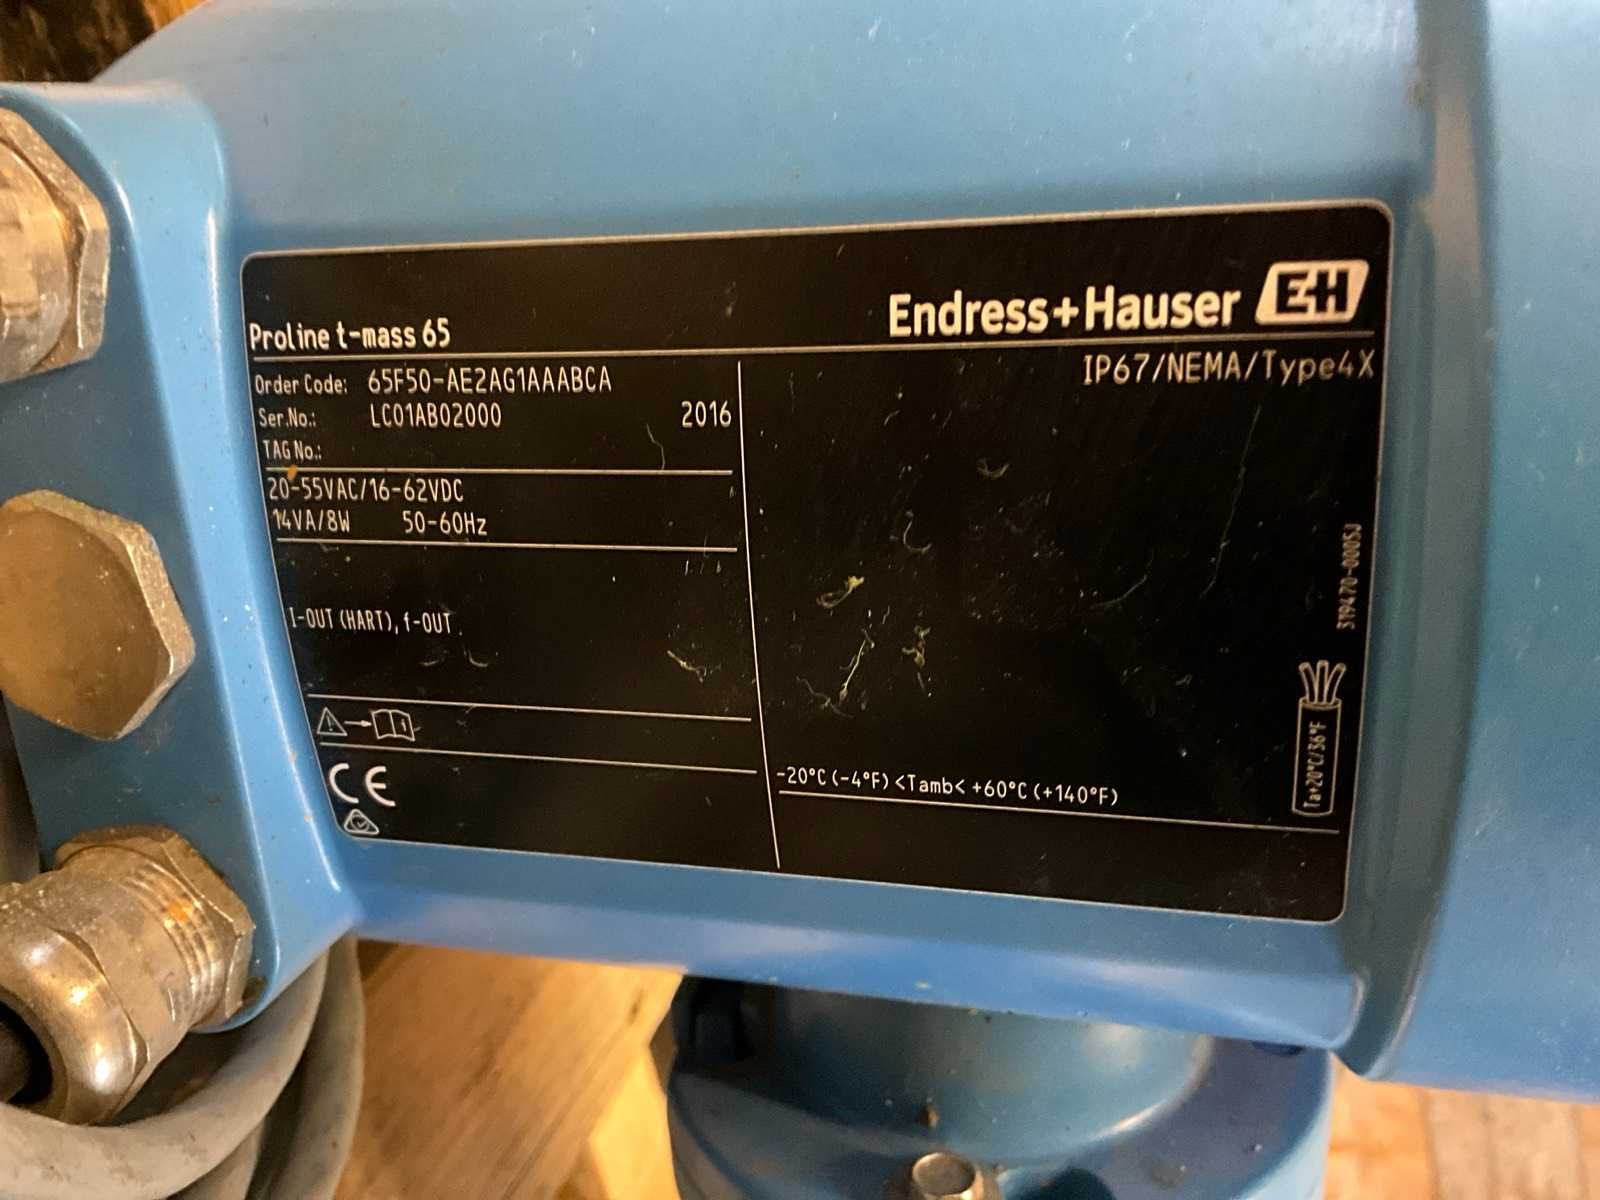 Proline t-mass 65
Endress+Hauser EH
IP67/NEMA/Type4X
Order Code: 65F50-AE2AG1AAABCA
Ser.No.: LC01AB02000 2016
TAG No.:
20-55VAC/16-62VDC
14VA/8W 50-60Hz
I-OUT (HART), f-OUT
i
CE
-20°C (-4°F) <Tamb< +60°C (+140°F)
319470-0005J
Ta+20°C/36°F